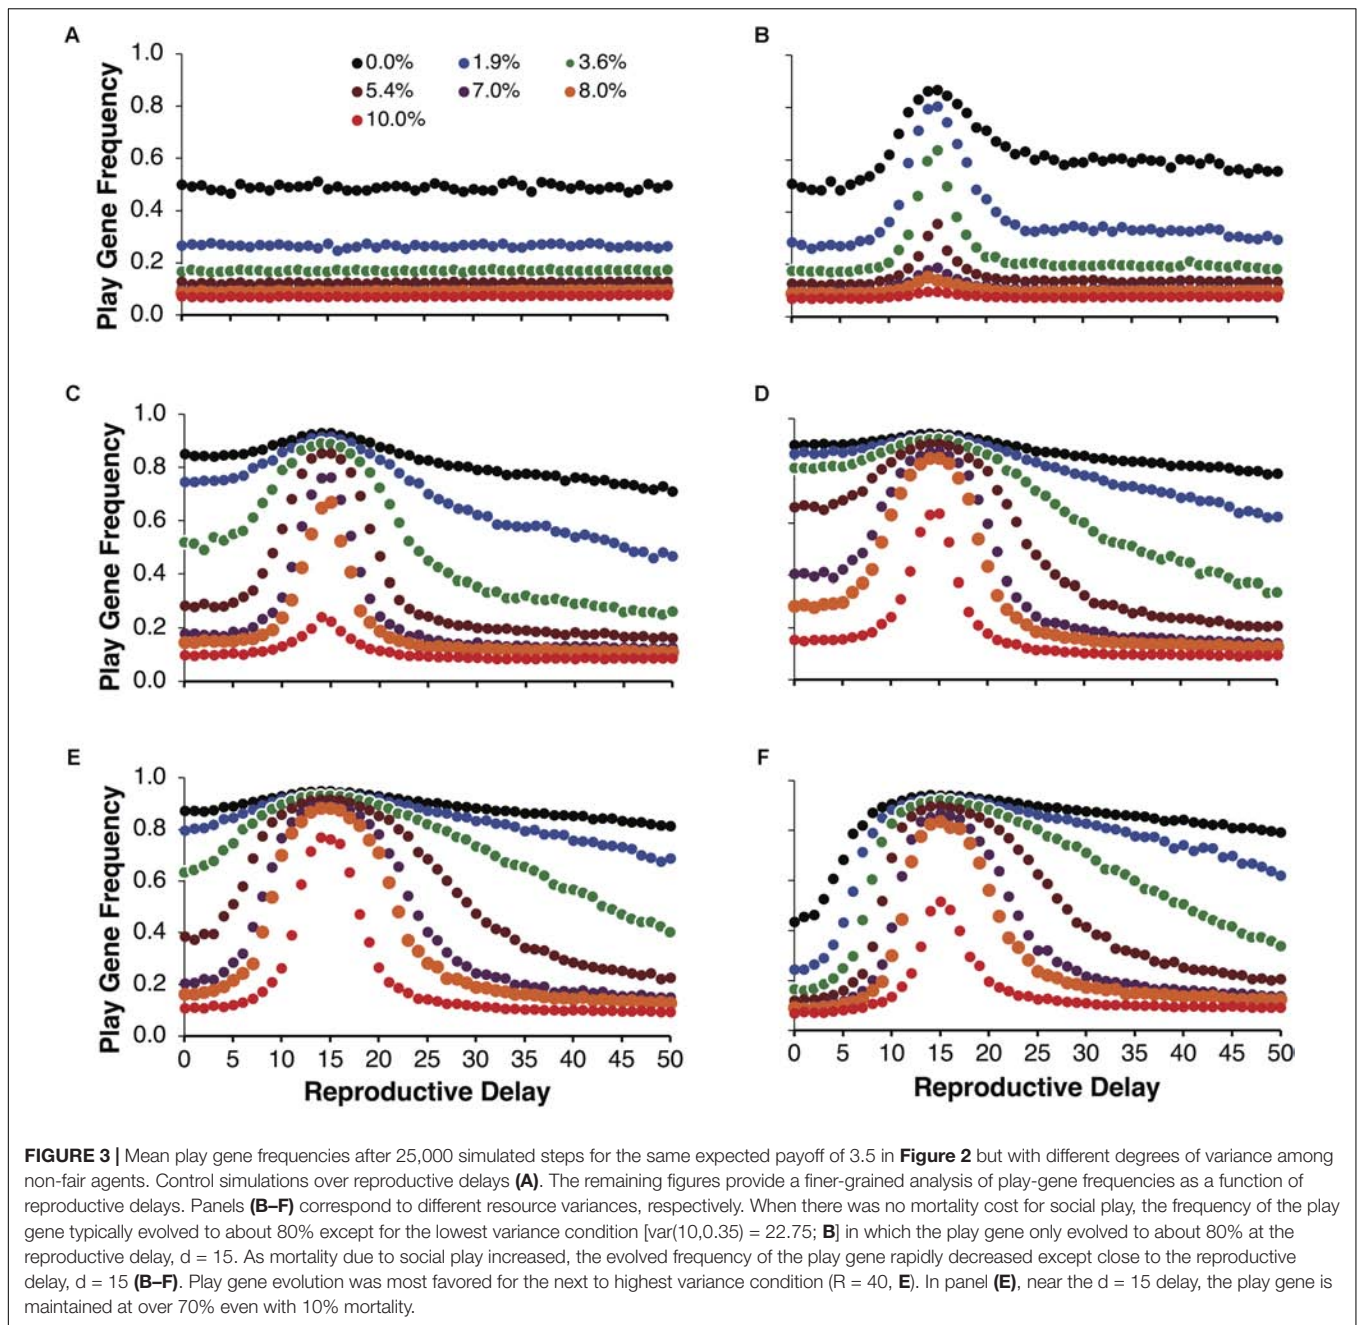 A
B
1.0
0.8
0.6
0.4
0.2
0.0
Play Gene Frequency
0.0% 1.9% 3.6%
5.4% 7.0% 8.0%
10.0%
C
D
1.0
0.8
0.6
0.4
0.2
0.0
Play Gene Frequency
E
F
1.0
0.8
0.6
0.4
0.2
0.0
Play Gene Frequency
0 5 10 15 20 25 30 35 40 45 50
Reproductive Delay
0 5 10 15 20 25 30 35 40 45 50
Reproductive Delay
FIGURE 3 | Mean play gene frequencies after 25,000 simulated steps for the same expected payoff of 3.5 in Figure 2 but with different degrees of variance among
non-fair agents. Control simulations over reproductive delays (A). The remaining figures provide a finer-grained analysis of play-gene frequencies as a function of
reproductive delays. Panels (B–F) correspond to different resource variances, respectively. When there was no mortality cost for social play, the frequency of the play
gene typically evolved to about 80% except for the lowest variance condition [var(10,0.35) = 22.75; B] in which the play gene only evolved to about 80% at the
reproductive delay, d = 15. As mortality due to social play increased, the evolved frequency of the play gene rapidly decreased except close to the reproductive
delay, d = 15 (B–F). Play gene evolution was most favored for the next to highest variance condition (R = 40, E). In panel (E), near the d = 15 delay, the play gene is
maintained at over 70% even with 10% mortality.